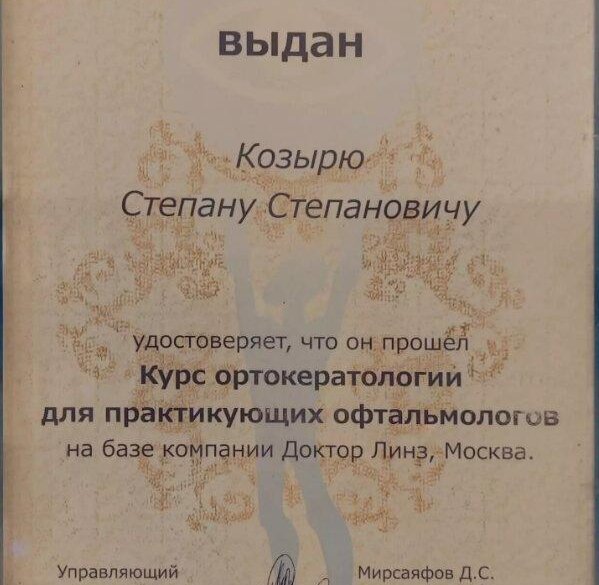 выдан
Козырю
Степану Степановичу
удостоверяет, что он прошел
Курс ортокератологии
для практикующих офтальмологов
на базе компании Доктор Линз, Москва.
Управляющий Мирсаяфов Д.С.